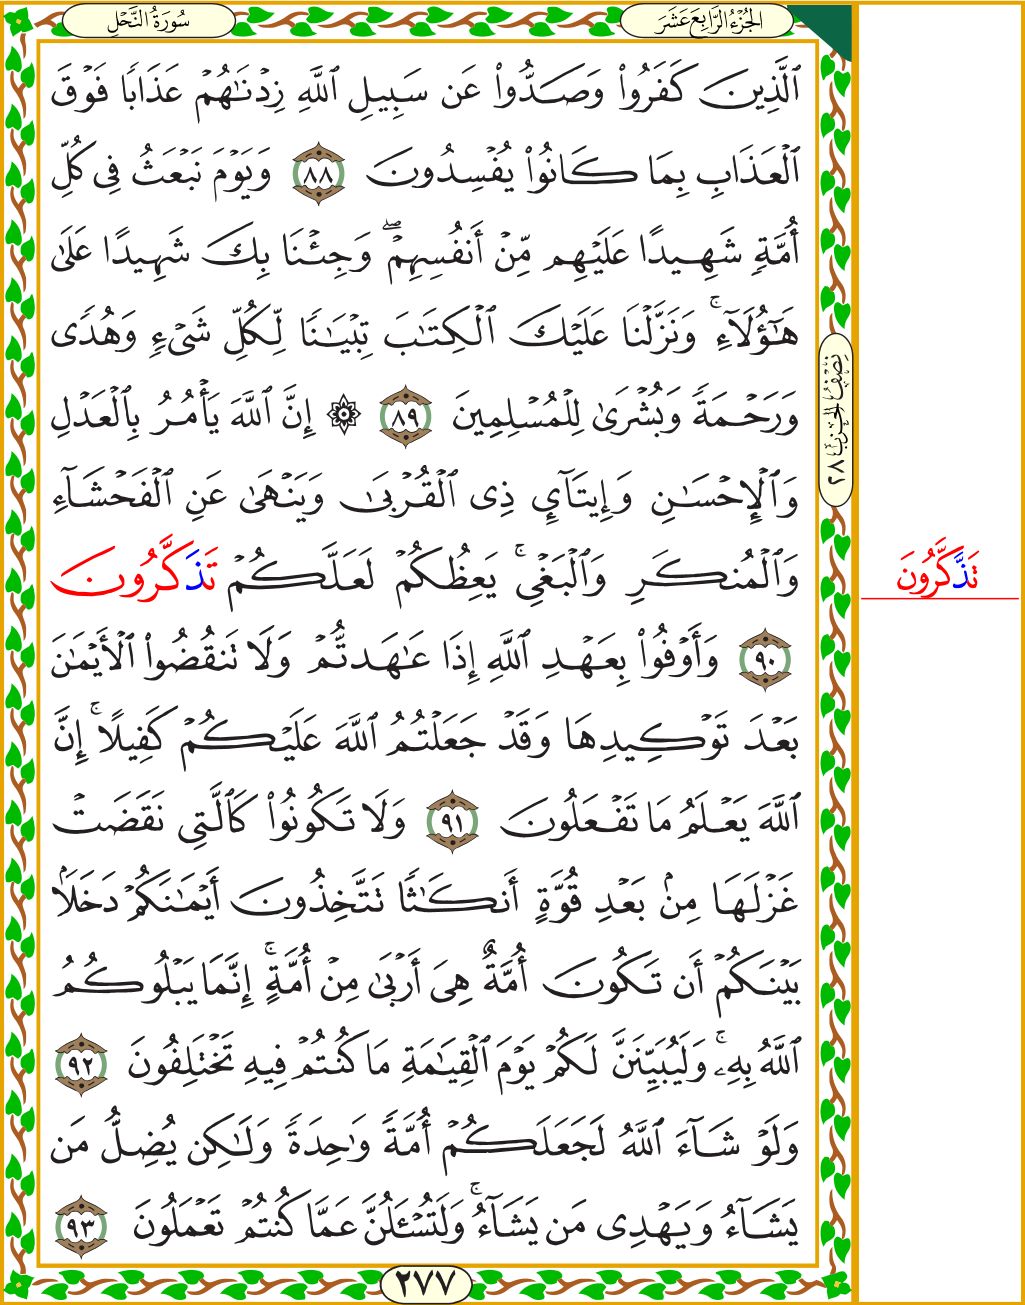 سُورَةُ النَّحْلِ
الجُزْءُ الرَّابِعَ عَشَرَ
ٱلَّذِينَ كَفَرُواْ وَصَدُّواْ عَن سَبِيلِ ٱللَّهِ زِدْنَٰهُمْ عَذَابًا فَوْقَ
ٱلْعَذَابِ بِمَا كَانُواْ يُفْسِدُونَ ٨٨ وَيَوْمَ نَبْعَثُ فِى كُلِّ
أُمَّةٍ شَهِيدًا عَلَيْهِم مِّنْ أَنفُسِهِمْۖ وَجِئْنَا بِكَ شَهِيدًا عَلَىٰ
هَٰٓؤُلَآءِۚ وَنَزَّلْنَا عَلَيْكَ ٱلْكِتَٰبَ تِبْيَٰنًا لِّكُلِّ شَىْءٍ وَهُدًى
وَرَحْمَةً وَبُشْرَىٰ لِلْمُسْلِمِينَ ٨٩ ۞ إِنَّ ٱللَّهَ يَأْمُرُ بِٱلْعَدْلِ
وَٱلْإِحْسَٰنِ وَإِيتَآئِ ذِى ٱلْقُرْبَىٰ وَيَنْهَىٰ عَنِ ٱلْفَحْشَآءِ
وَٱلْمُنكَرِ وَٱلْبَغْىِۚ يَعِظُكُمْ لَعَلَّكُمْ تَذَكَّرُونَ
٩٠ وَأَوْفُواْ بِعَهْدِ ٱللَّهِ إِذَا عَٰهَدتُّمْ وَلَا تَنقُضُواْ ٱلْأَيْمَٰنَ
بَعْدَ تَوْكِيدِهَا وَقَدْ جَعَلْتُمُ ٱللَّهَ عَلَيْكُمْ كَفِيلًاۚ إِنَّ
ٱللَّهَ يَعْلَمُ مَا تَفْعَلُونَ ٩١ وَلَا تَكُونُواْ كَٱلَّتِى نَقَضَتْ
غَزْلَهَا مِنۢ بَعْدِ قُوَّةٍ أَنكَٰثًا تَتَّخِذُونَ أَيْمَٰنَكُمْ دَخَلًۢا
بَيْنَكُمْ أَن تَكُونَ أُمَّةٌ هِىَ أَرْبَىٰ مِنْ أُمَّةٍۚ إِنَّمَا يَبْلُوكُمُ
ٱللَّهُ بِهِۦۚ وَلَيُبَيِّنَنَّ لَكُمْ يَوْمَ ٱلْقِيَٰمَةِ مَا كُنتُمْ فِيهِ تَخْتَلِفُونَ ٩٢
وَلَوْ شَآءَ ٱللَّهُ لَجَعَلَكُمْ أُمَّةً وَٰحِدَةً وَلَٰكِن يُضِلُّ مَن
يَشَآءُ وَيَهْدِى مَن يَشَآءُۚ وَلَتُسْـَٔلُنَّ عَمَّا كُنتُمْ تَعْمَلُونَ ٩٣
٢٧٧
نِصْفُ الحِزْبِ ٢٨
تَذَّكَّرُونَ